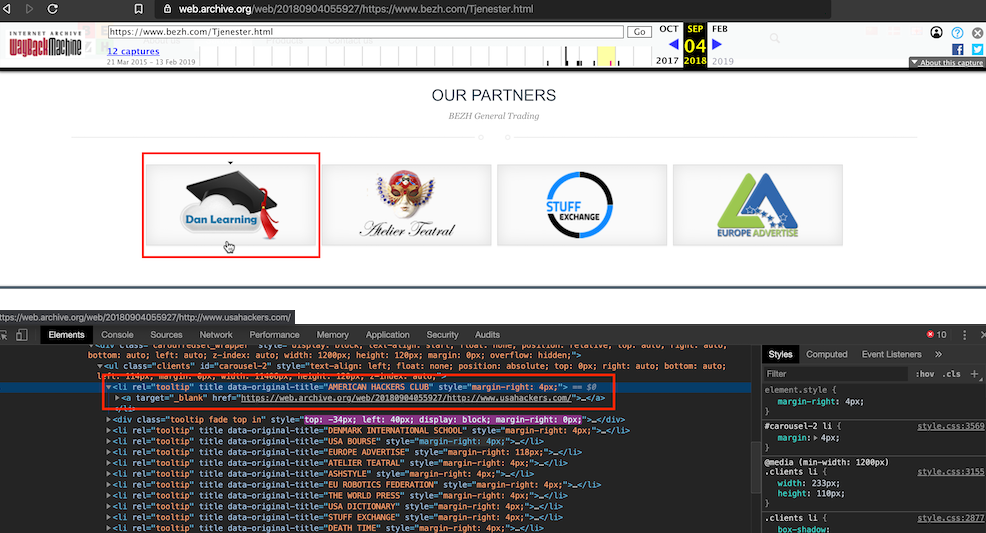 web.archive.org/web/20180904055927/https://www.bezh.com/Tjenester.html
INTERNET ARCHIVE
WayBackMachine
https://www.bezh.com/Tjenester.html
Go
OCT SEP FEB
12 captures
04
21 Mar 2015 – 13 Feb 2019
2017 2018 2019
About this capture
OUR PARTNERS
BEZH General Trading
Dan Learning
Atelier Teatral
STUFF
EXCHANGE
EUROPE ADVERTISE
ttps://web.archive.org/web/20180904055927/http://www.usahackers.com/
Elements Console Sources Network Performance Memory Application Security Audits
10
bottom: auto; left: auto; z-index: auto; width: 1200px; height: 120px; margin: 0px; overflow: hidden;">
▼<ul class="clients" id="carousel-2" style="text-align: left; float: none; position: absolute; top: 0px; right: auto; bottom:
▼<li rel="tooltip" title data-original-title="AMERICAN HACKERS CLUB" style="margin-right: 4px;"> == $0
▶<a target="_blank" href="https://web.archive.org/web/20180904055927/http://www.usahackers.com/">…</a>
</li>
▶<div class="tooltip fade top in" style="top: -34px; left: 40px; display: block; margin-right: 0px;">…</div>
▶<li rel="tooltip" title data-original-title="DENMARK INTERNATIONAL SCHOOL" style="margin-right: 4px;">…</li>
▶<li rel="tooltip" title data-original-title="USA BOURSE" style="margin-right: 4px;">…</li>
▶<li rel="tooltip" title data-original-title="EUROPE ADVERTISE" style="margin-right: 118px;">…</li>
▶<li rel="tooltip" title data-original-title="ATELIER TEATRAL" style="margin-right: 4px;">…</li>
▶<li rel="tooltip" title data-original-title="ASHSTYLE" style="margin-right: 4px;">…</li>
▶<li rel="tooltip" title data-original-title="EU ROBOTICS FEDERATION" style="margin-right: 4px;">…</li>
▶<li rel="tooltip" title data-original-title="THE WORLD PRESS" style="margin-right: 4px;">…</li>
▶<li rel="tooltip" title data-original-title="USA DICTIONARY" style="margin-right: 4px;">…</li>
▶<li rel="tooltip" title data-original-title="STUFF EXCHANGE" style="margin-right: 4px;">…</li>
▶<li rel="tooltip" title data-original-title="DEATH TIME" style="margin-right: 4px;">…</li>
Styles Computed Event Listeners »
Filter :hov .cls +
element.style {
margin-right: 4px;
}
#carousel-2 li { style.css:3569
margin:▶4px;
}
@media (min-width: 1200px)
.clients li { style.css:3155
width: 233px;
height: 110px;
}
.clients li { style.css:2877
box-shadow: